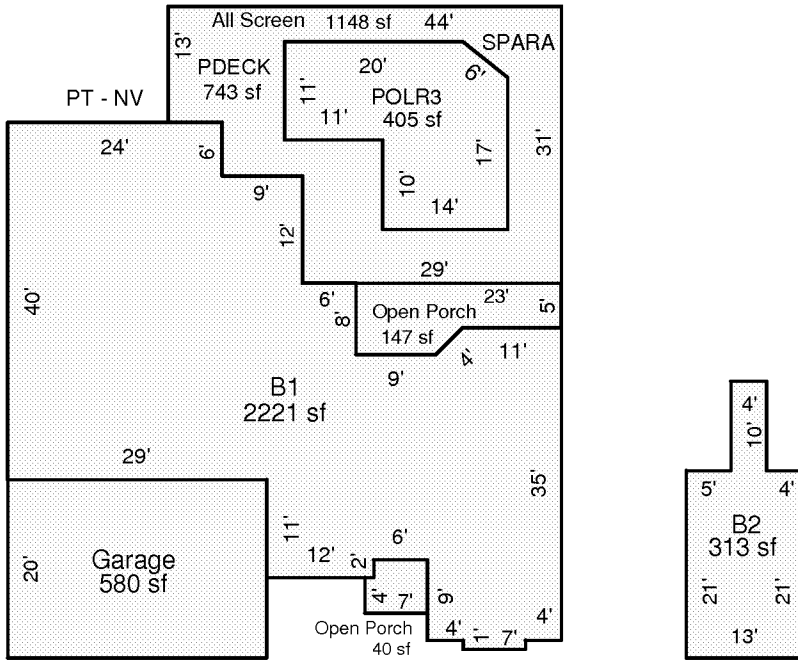 All Screen 1148 sf 44'
SPARA
13'
PDECK
743 sf
20'
6'
PT - NV
11'
POLR3
405 sf
11'
24'
6'
17'
31'
9'
10'
14'
12'
29'
6'
23'
40'
8'
Open Porch
5'
147 sf
4'
11'
9'
B1
2221 sf
4'
10'
29'
35'
5'
4'
11'
B2
313 sf
6'
Garage
580 sf
12'
2'
20'
4'
7'
9'
21'
21'
Open Porch
40 sf
4'
1'
7'
4'
13'